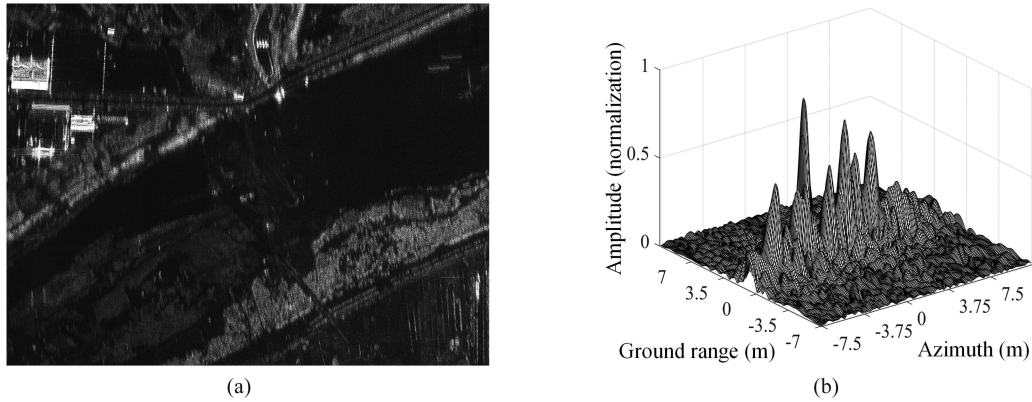 Amplitude (normalization)
1
0.5
0
7
3.5
0
-3.5
-7
Ground range (m)
-7.5
-3.75
0
3.75
7.5
Azimuth (m)
(a)
(b)